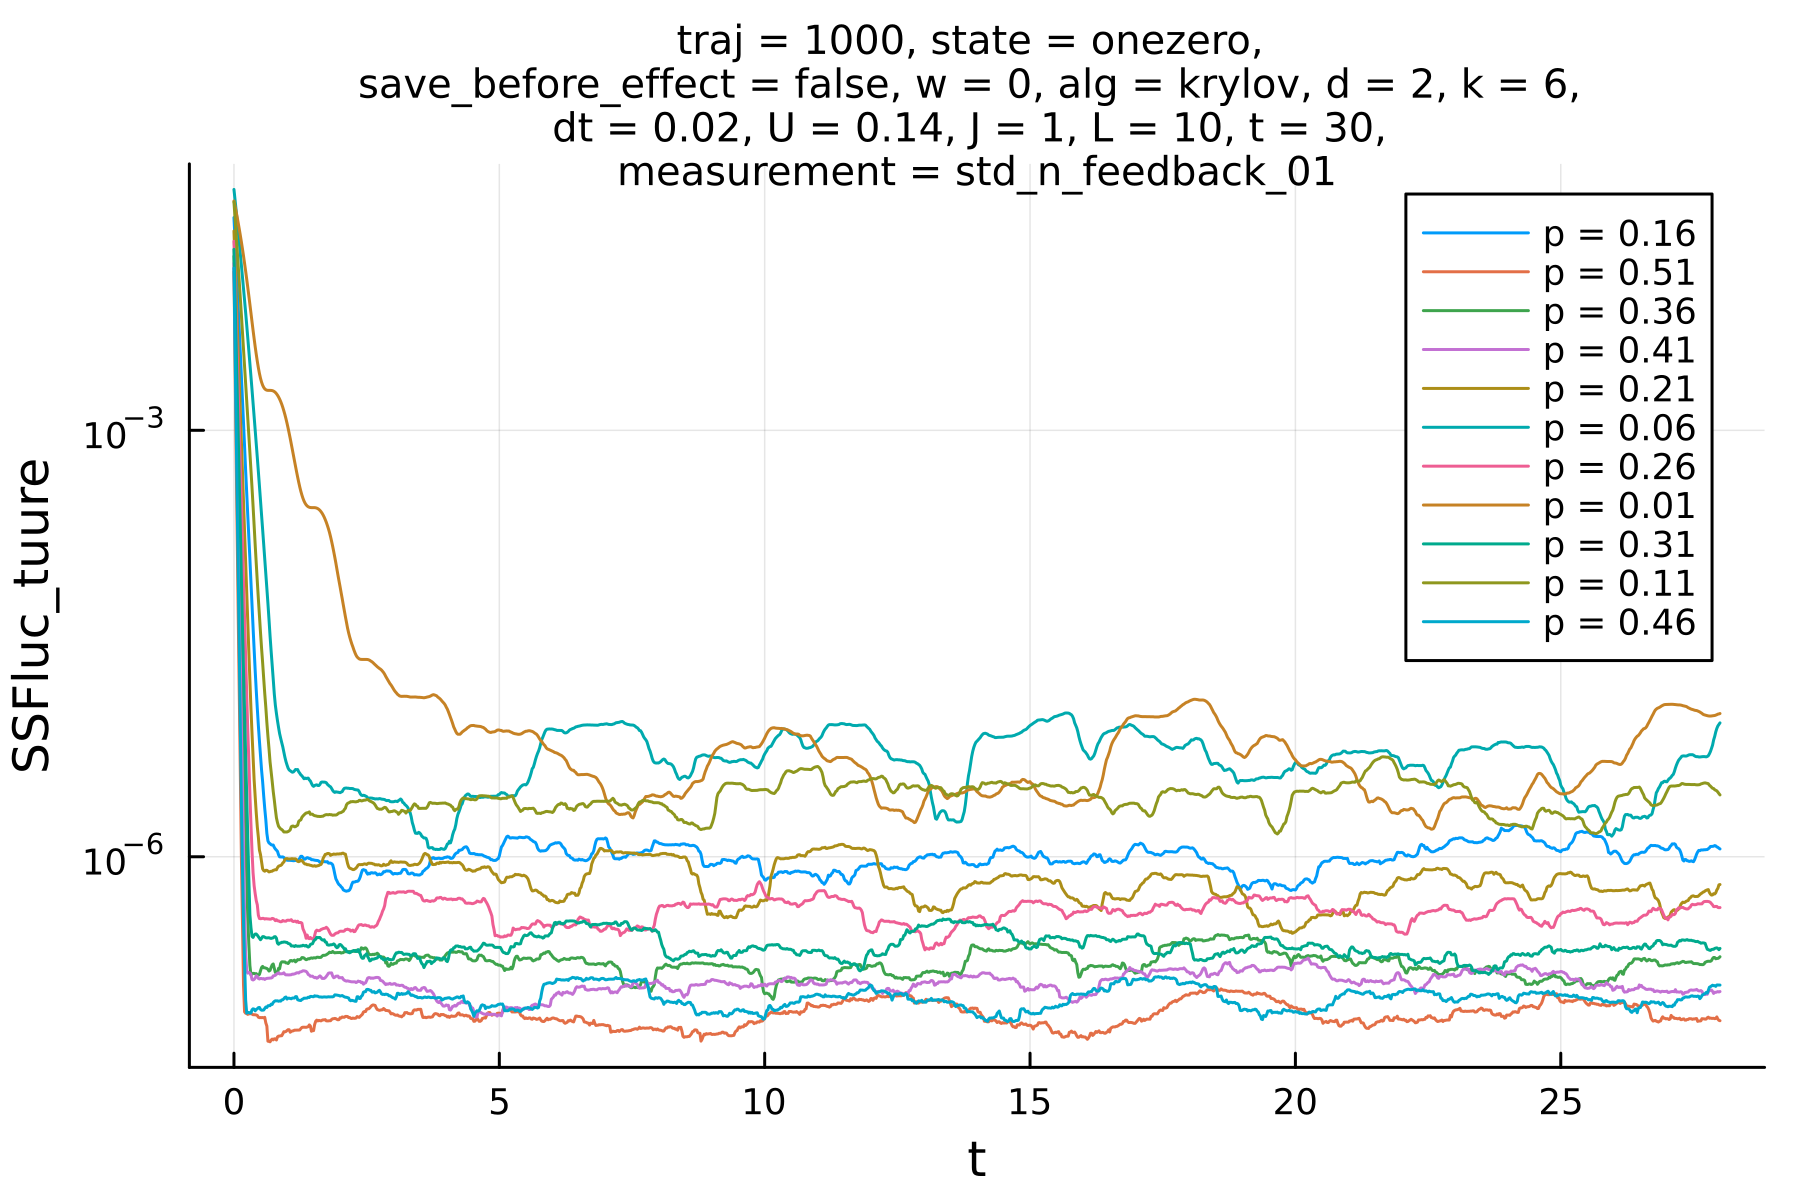 traj = 1000, state = onezero,
save_before_effect = false, w = 0, alg = krylov, d = 2, k = 6,
dt = 0.02, U = 0.14, J = 1, L = 10, t = 30,
measurement = std_n_feedback_01
p = 0.16
p = 0.51
p = 0.36
p = 0.41
p = 0.21
p = 0.06
p = 0.26
p = 0.01
p = 0.31
p = 0.11
p = 0.46
10⁻³
10⁻⁶
SSFluc_tuure
0 5 10 15 20 25
t